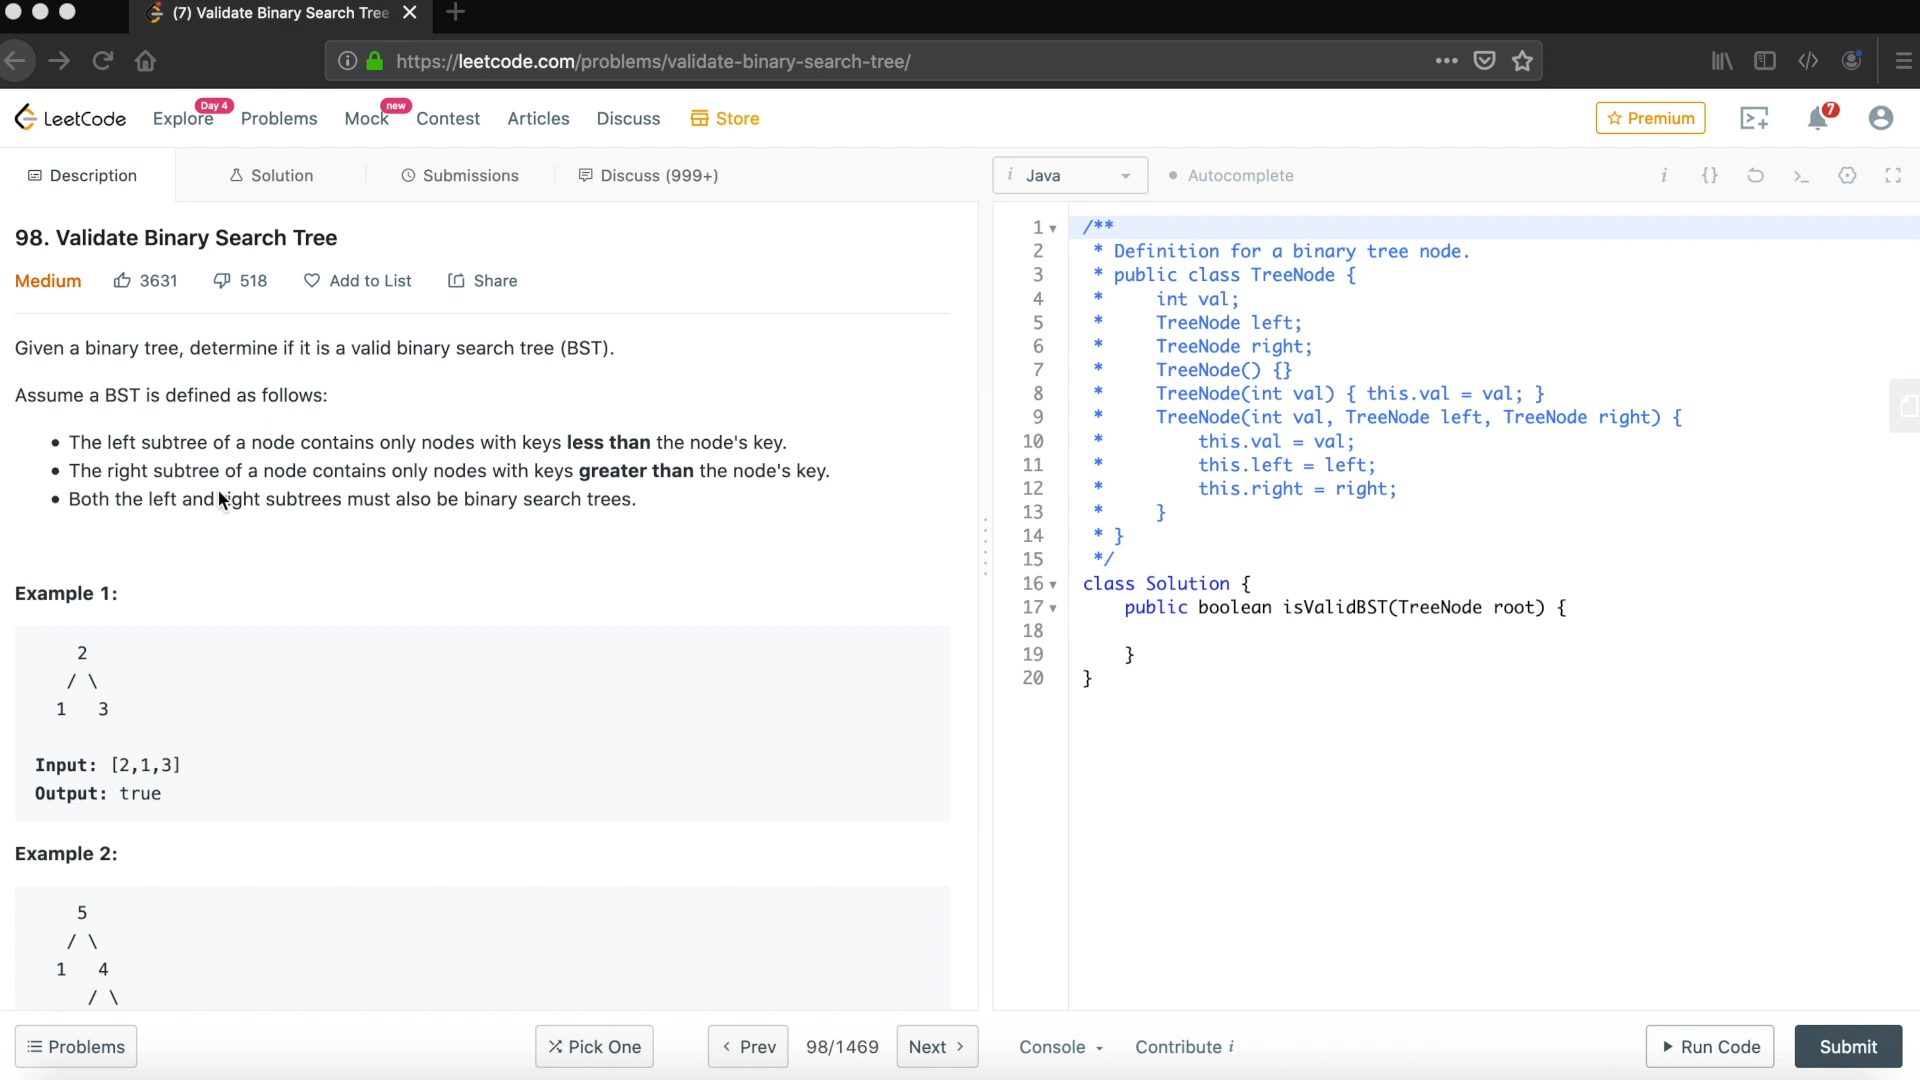 (7) Validate Binary Search Tree
https://leetcode.com/problems/validate-binary-search-tree/
LeetCode
Explore
Day 4
Problems
Mock
new
Contest
Articles
Discuss
Store
Premium
7
Description
Solution
Submissions
Discuss (999+)
98. Validate Binary Search Tree
Medium
3631
518
Add to List
Share
Given a binary tree, determine if it is a valid binary search tree (BST).
Assume a BST is defined as follows:
The left subtree of a node contains only nodes with keys less than the node's key.
The right subtree of a node contains only nodes with keys greater than the node's key.
Both the left and right subtrees must also be binary search trees.
Example 1:
2
/ \
1 3
Input: [2,1,3]
Output: true
Example 2:
5
/ \
1 4
/ \
i Java
Autocomplete
i {}
1 /**
2 * Definition for a binary tree node.
3 * public class TreeNode {
4 * int val;
5 * TreeNode left;
6 * TreeNode right;
7 * TreeNode() {}
8 * TreeNode(int val) { this.val = val; }
9 * TreeNode(int val, TreeNode left, TreeNode right) {
10 * this.val = val;
11 * this.left = left;
12 * this.right = right;
13 * }
14 * }
15 */
16 class Solution {
17 public boolean isValidBST(TreeNode root) {
18
19 }
20 }
Problems
Pick One
Prev
98/1469
Next
Console
Contribute i
Run Code
Submit